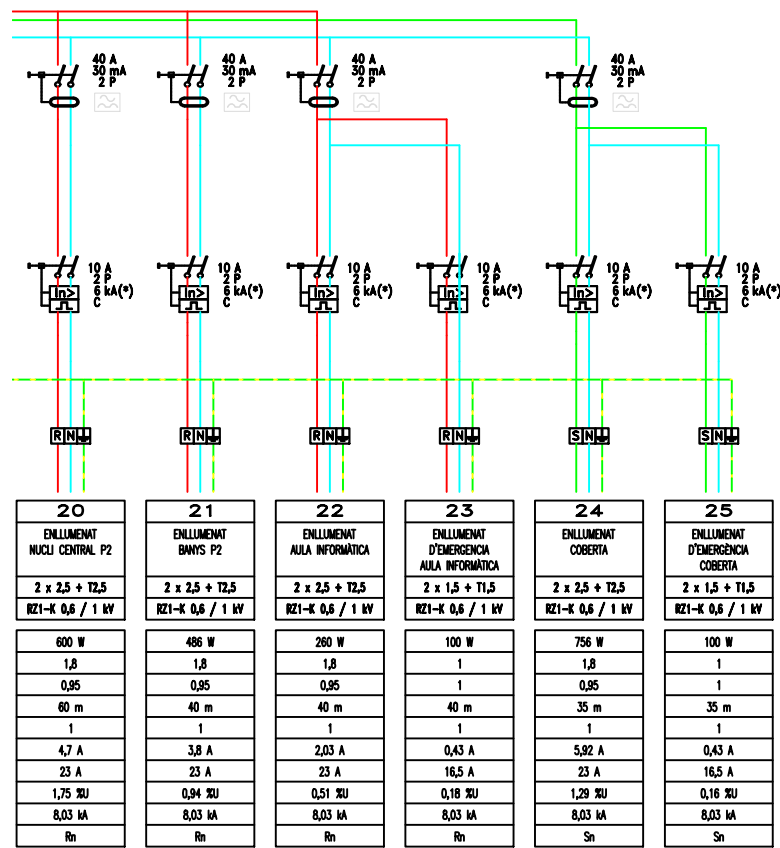 40 A
30 mA
2 P
40 A
30 mA
2 P
40 A
30 mA
2 P
40 A
30 mA
2 P
In>
10 A
2 P
6 kA(*)
C
In>
10 A
2 P
6 kA(*)
C
In>
10 A
2 P
6 kA(*)
C
In>
10 A
2 P
6 kA(*)
C
In>
10 A
2 P
6 kA(*)
C
In>
10 A
2 P
6 kA(*)
C
R N
R N
R N
R N
S N
S N
20 21 22 23 24 25
ENLLUMENAT
NUCLI CENTRAL P2
ENLLUMENAT
BANYS P2
ENLLUMENAT
AULA INFORMÀTICA
ENLLUMENAT
D'EMERGENCIA
AULA INFORMÀTICA
ENLLUMENAT
COBERTA
ENLLUMENAT
D'EMERGÈNCIA
COBERTA
2 x 2,5 + T2,5 2 x 2,5 + T2,5 2 x 2,5 + T2,5 2 x 1,5 + T1,5 2 x 2,5 + T2,5 2 x 1,5 + T1,5
RZ1-K 0,6 / 1 kV RZ1-K 0,6 / 1 kV RZ1-K 0,6 / 1 kV RZ1-K 0,6 / 1 kV RZ1-K 0,6 / 1 kV RZ1-K 0,6 / 1 kV
600 W 486 W 260 W 100 W 756 W 100 W
1,8 1,8 1,8 1 1,8 1
0,95 0,95 0,95 1 0,95 1
60 m 40 m 40 m 40 m 35 m 35 m
1 1 1 1 1 1
4,7 A 3,8 A 2,03 A 0,43 A 5,92 A 0,43 A
23 A 23 A 23 A 16,5 A 23 A 16,5 A
1,75 %U 0,94 %U 0,51 %U 0,18 %U 1,29 %U 0,16 %U
8,03 kA 8,03 kA 8,03 kA 8,03 kA 8,03 kA 8,03 kA
Rn Rn Rn Rn Sn Sn